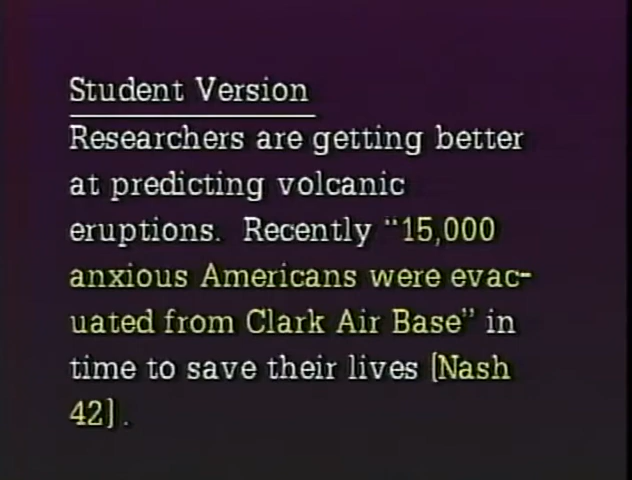 Student Version
Researchers are getting better
at predicting volcanic
eruptions. Recently "15,000
anxious Americans were evac-
uated from Clark Air Base" in
time to save their lives (Nash
42).